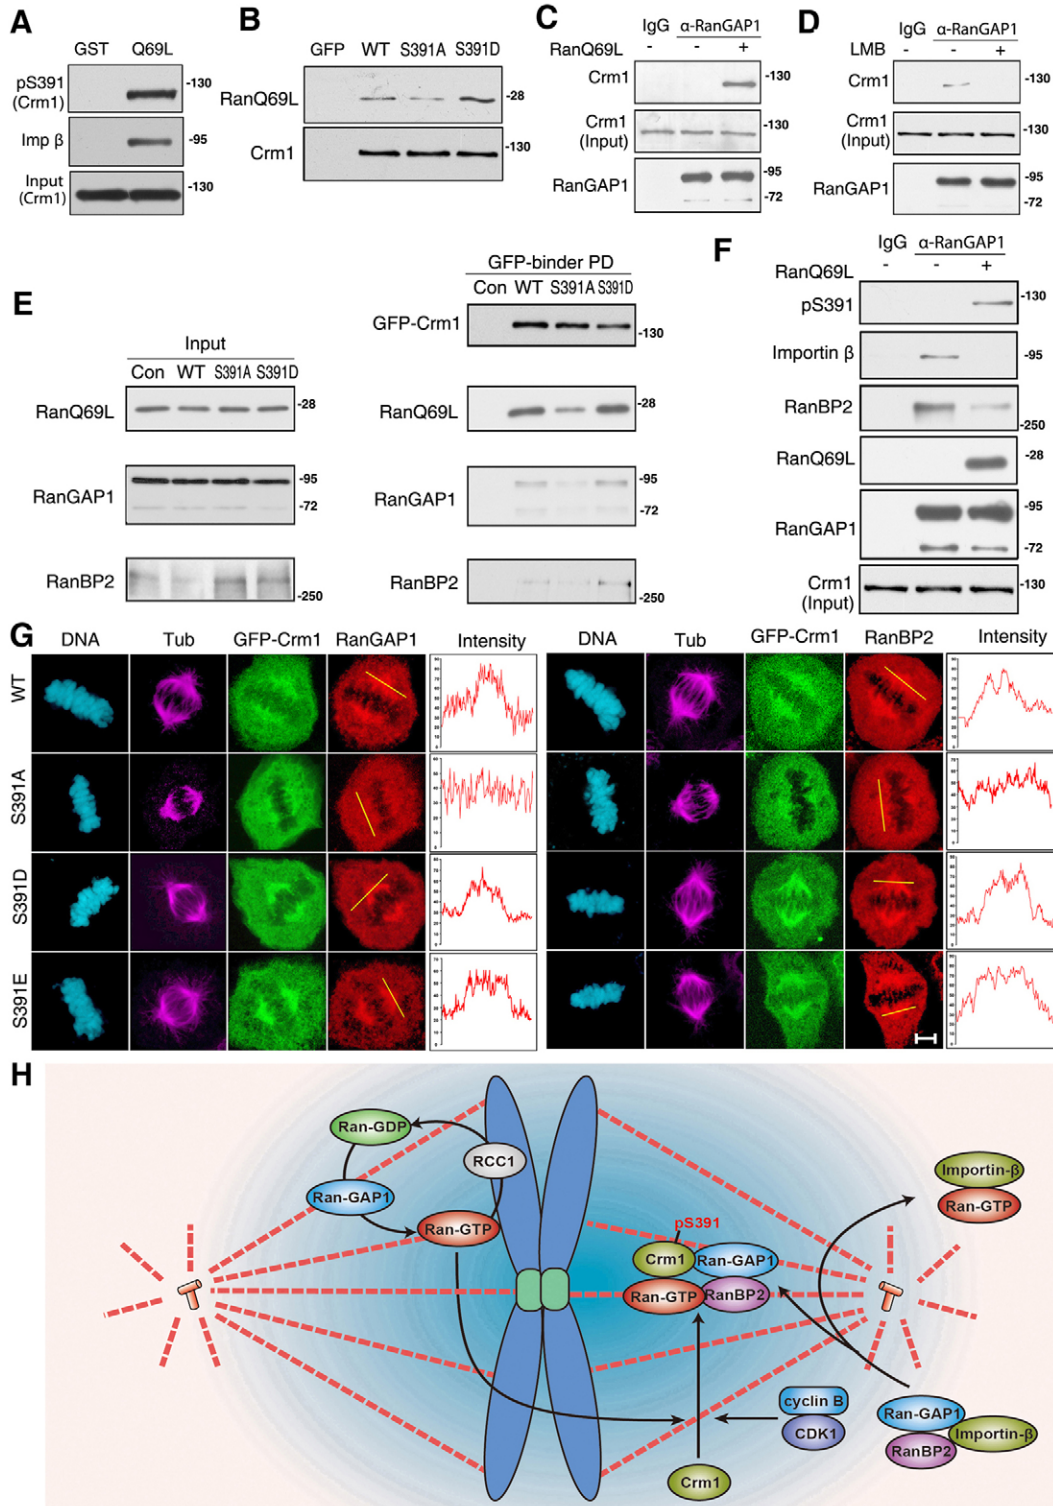 A
GST Q69L
pS391
(Crm1)
-130
Imp β
-95
Input
(Crm1)
-130
B
GFP WT S391A S391D
RanQ69L
-28
Crm1
-130
C
IgG α-RanGAP1
RanQ69L - - +
Crm1
-130
Crm1
(Input)
-130
RanGAP1
-95
-72
D
IgG α-RanGAP1
LMB - - +
Crm1
-130
Crm1
(Input)
-130
RanGAP1
-95
-72
E
Input
Con WT S391A S391D
RanQ69L
-28
RanGAP1
-95
-72
RanBP2
-250
GFP-binder PD
Con WT S391A S391D
GFP-Crm1
-130
RanQ69L
-28
RanGAP1
-95
-72
RanBP2
-250
F
IgG α-RanGAP1
RanQ69L - - +
pS391
-130
Importin β
-95
RanBP2
-250
RanQ69L
-28
RanGAP1
-95
-72
Crm1
(Input)
-130
G
DNA Tub GFP-Crm1 RanGAP1 Intensity DNA Tub GFP-Crm1 RanBP2 Intensity
WT
S391A
S391D
S391E
H
Ran-GDP
RCC1
Ran-GAP1
Ran-GTP
pS391
Crm1 Ran-GAP1
Ran-GTP RanBP2
Importin-β
Ran-GTP
cyclin B
CDK1
Crm1
Ran-GAP1
Importin-β
RanBP2